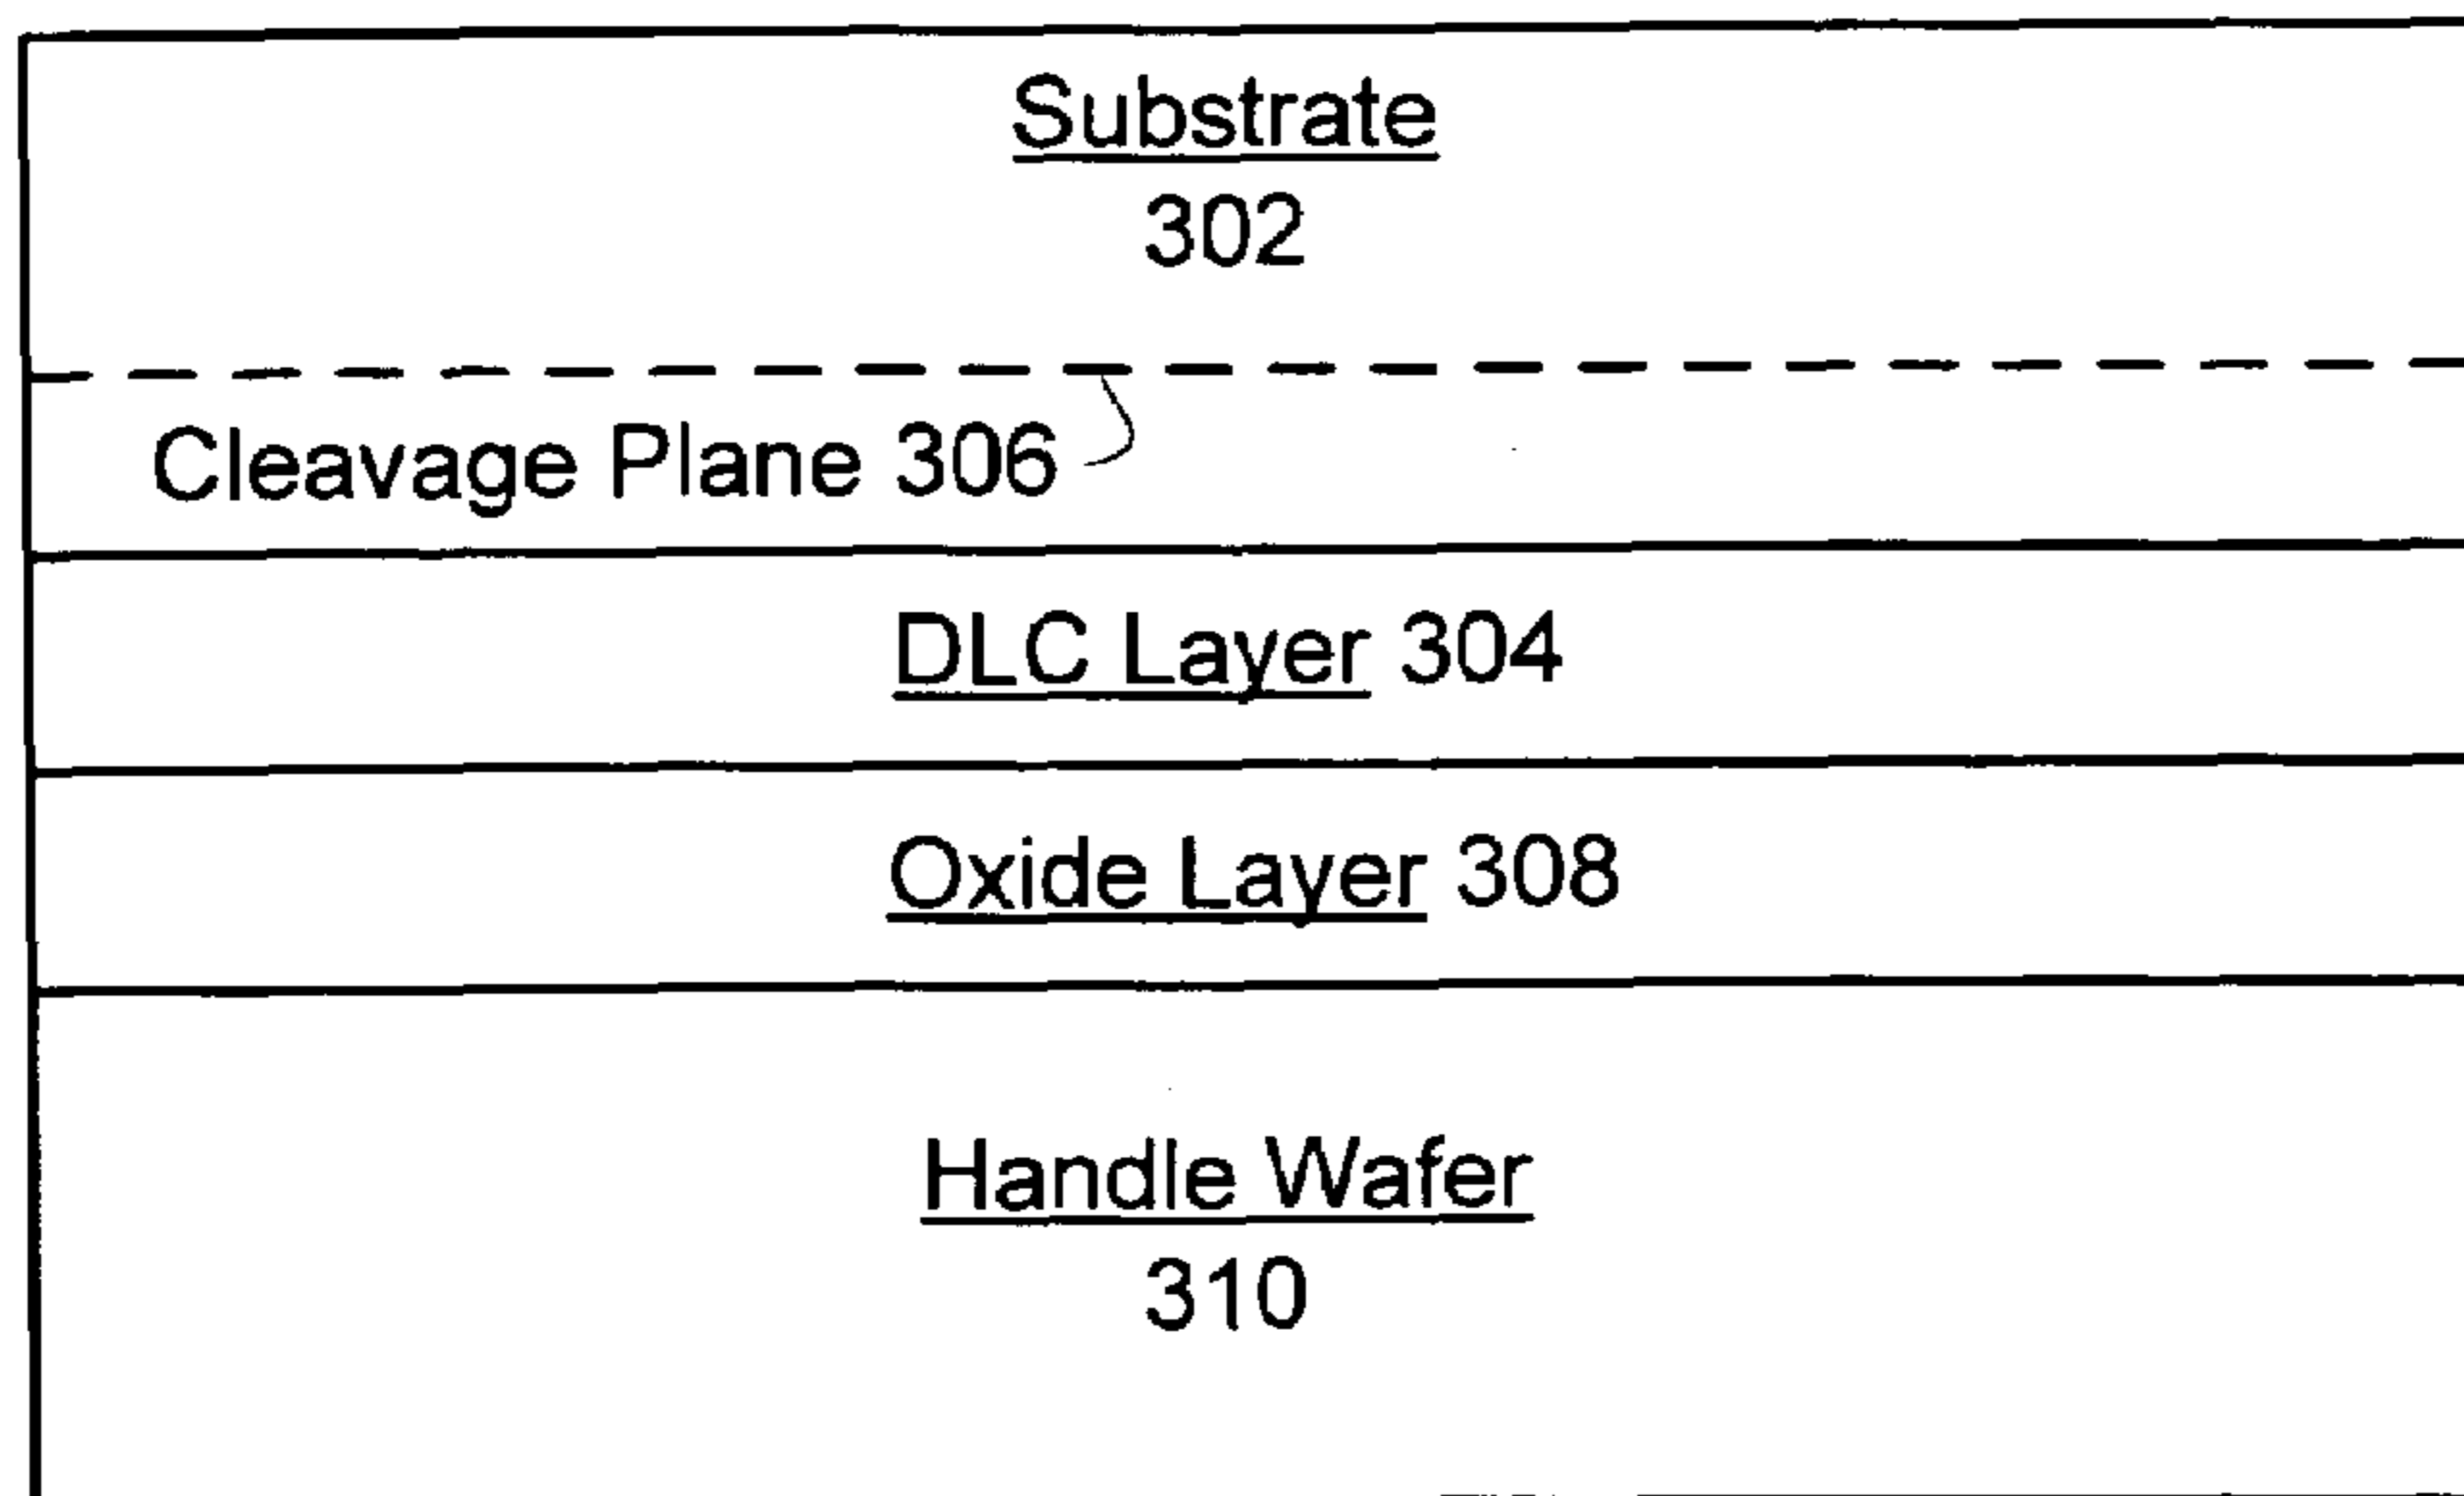 Substrate
302
Cleavage Plane 306
DLC Layer 304
Oxide Layer 308
Handle Wafer
310